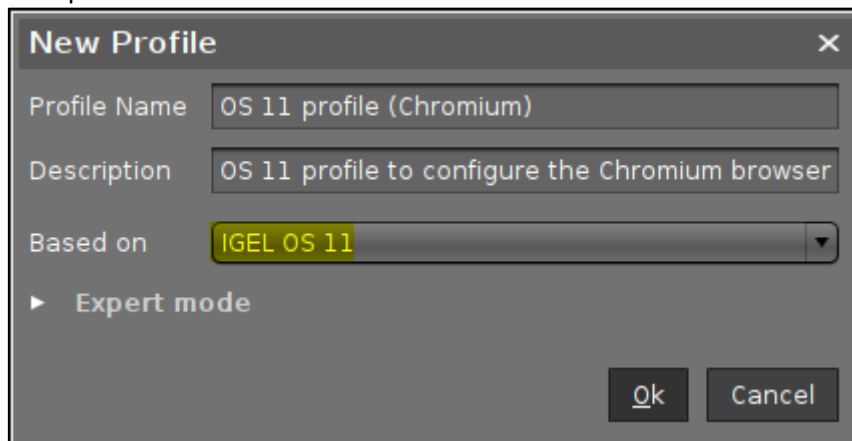 New Profile ×
Profile Name OS 11 profile (Chromium)
Description OS 11 profile to configure the Chromium browser
Based on IGEL OS 11
Expert mode
Ok Cancel